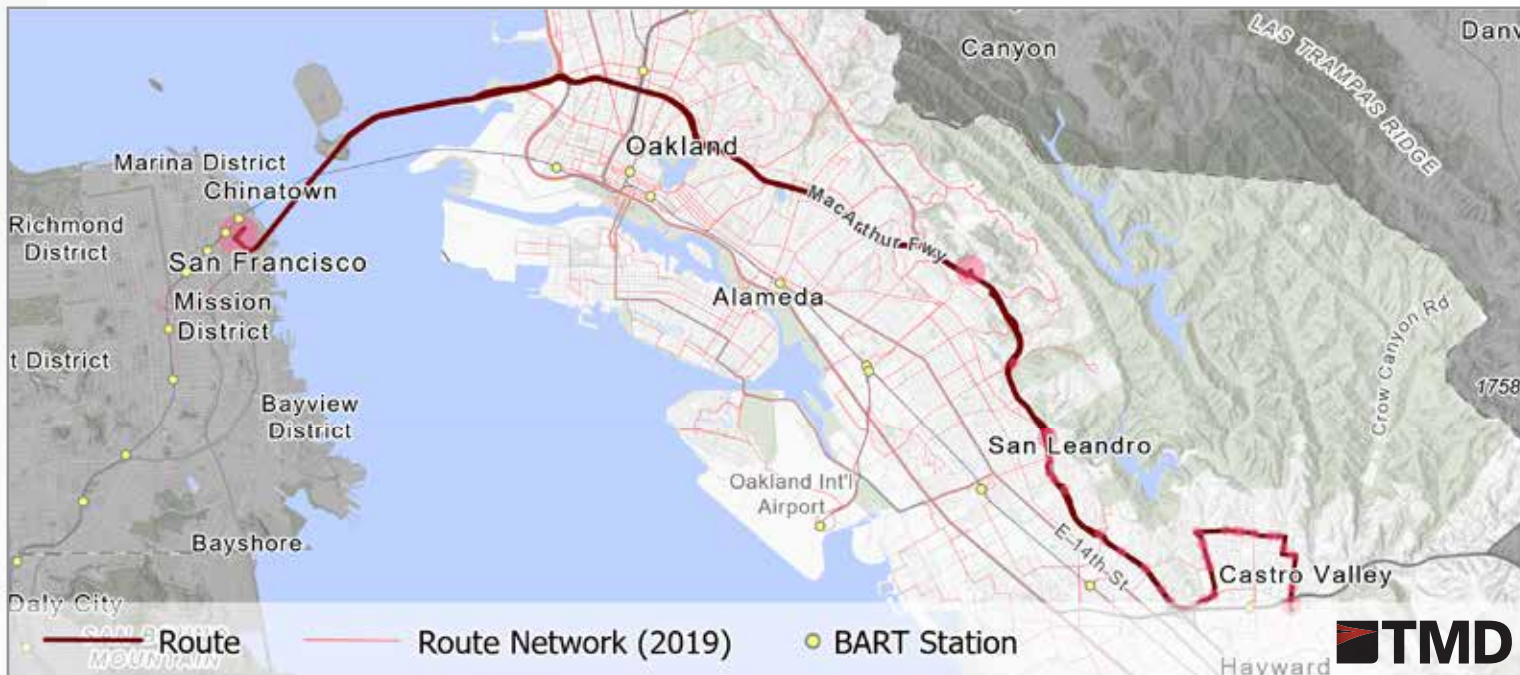 LAS TRAMPAS RIDGE
Canyon
Marina District
Chinatown
Oakland
Richmond
District
San Francisco
MacArthur Fwy
Mission
District
Alameda
t District
Crow Canyon Rd
1758
Bayview
District
San Leandro
Oakland Int'l
Airport
Bayshore
E 14th St
Castro Valley
Daly City
MOUNTAIN
Route
Route Network (2019)
BART Station
TMD
Hayward